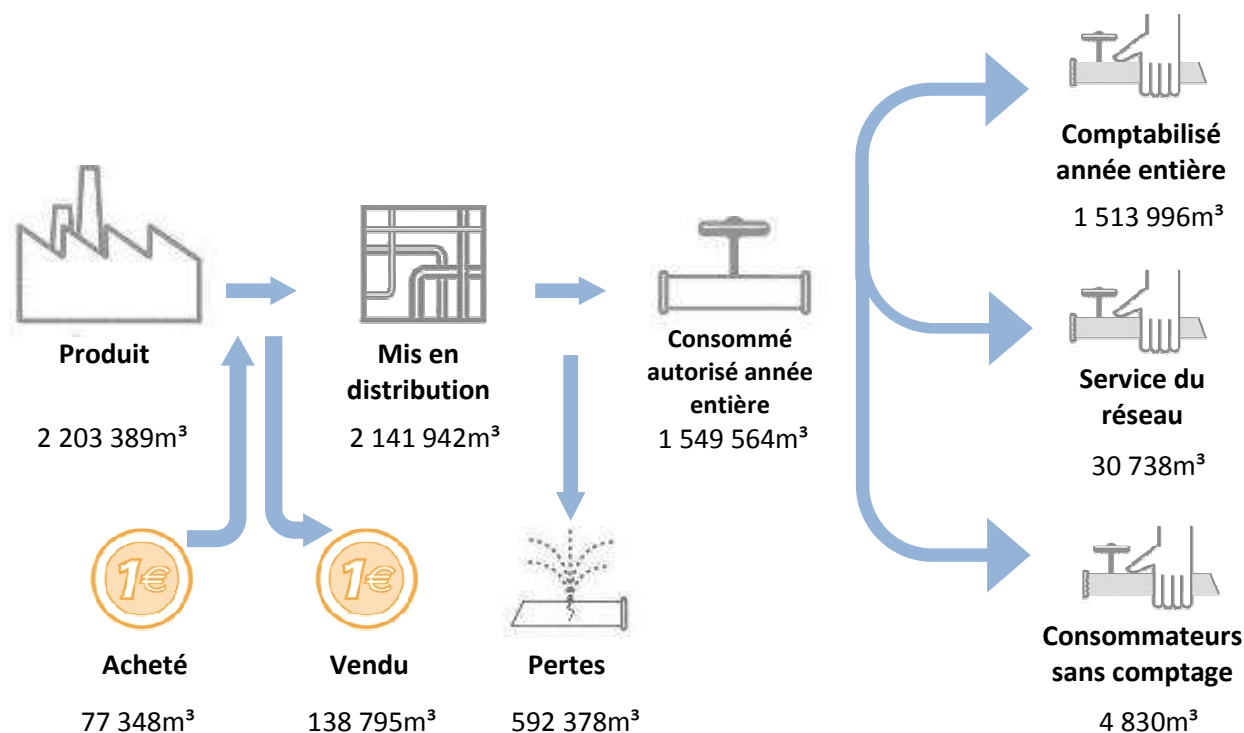 Produit
2 203 389m³
Mis en
distribution
2 141 942m³
Consommé
autorisé année
entière
1 549 564m³
Comptabilisé
année entière
1 513 996m³
Service du
réseau
30 738m³
Consommateurs
sans comptage
4 830m³
1€
Acheté
77 348m³
1€
Vendu
138 795m³
Pertes
592 378m³